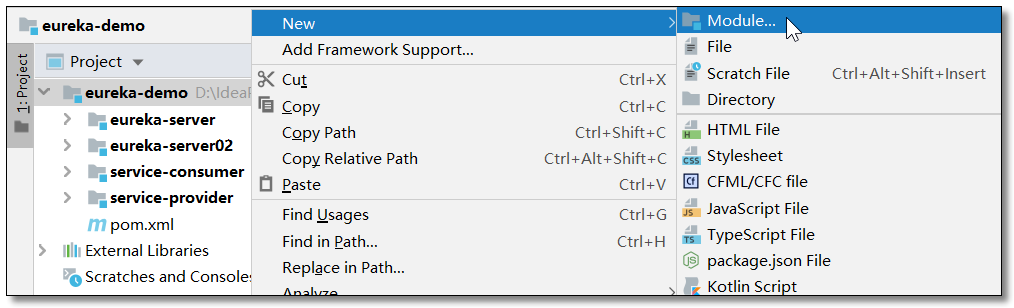 eureka-demo
1: Project
Project
eureka-demo D:\IdeaP
eureka-server
eureka-server02
service-consumer
service-provider
pom.xml
External Libraries
Scratches and Consoles
New
Add Framework Support...
Cut Ctrl+X
Copy Ctrl+C
Copy Path Ctrl+Shift+C
Copy Relative Path Ctrl+Alt+Shift+C
Paste Ctrl+V
Find Usages Ctrl+G
Find in Path... Ctrl+H
Replace in Path...
Analyze
Module...
File
Scratch File Ctrl+Alt+Shift+Insert
Directory
HTML File
Stylesheet
CFML/CFC file
JavaScript File
TypeScript File
package.json File
Kotlin Script